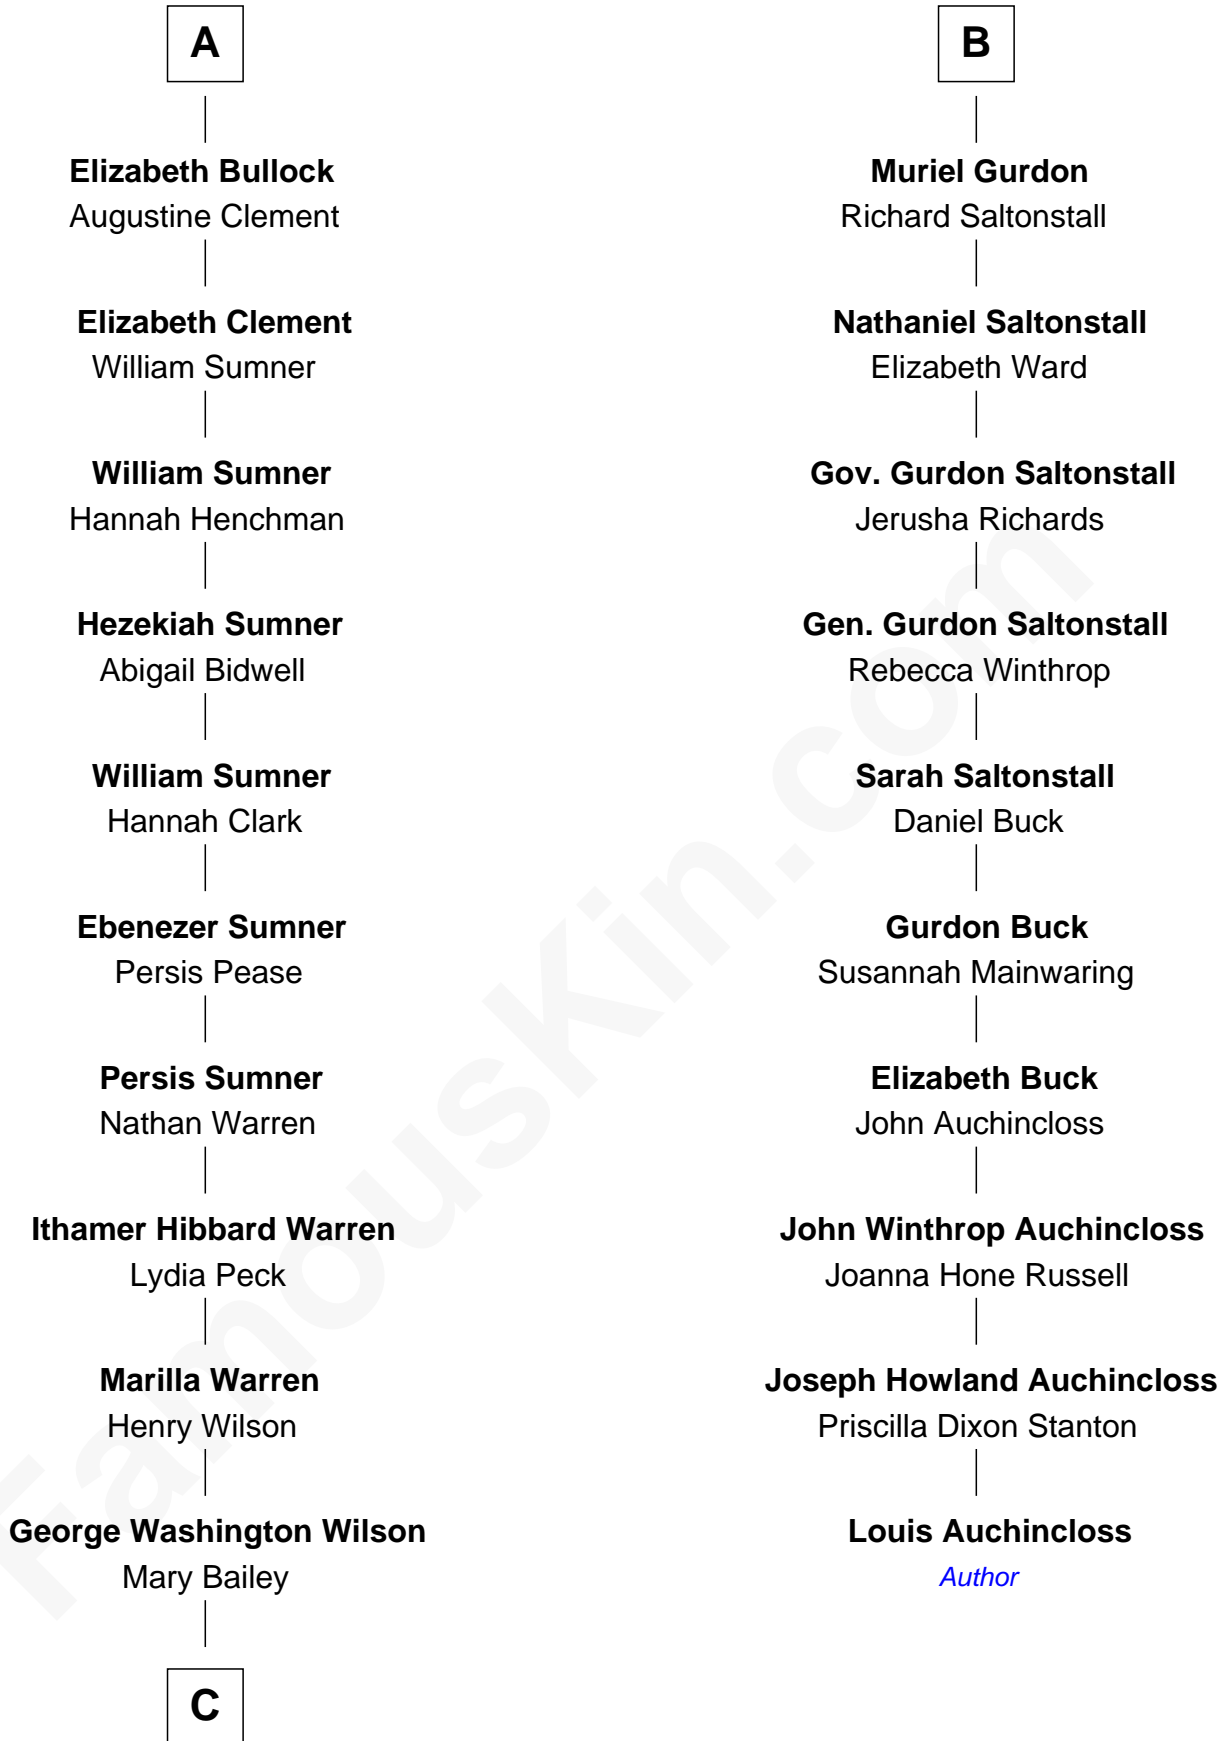 A
Elizabeth Bullock
Augustine Clement
Elizabeth Clement
William Sumner
William Sumner
Hannah Henchman
Hezekiah Sumner
Abigail Bidwell
William Sumner
Hannah Clark
Ebenezer Sumner
Persis Pease
Persis Sumner
Nathan Warren
Ithamer Hibbard Warren
Lydia Peck
Marilla Warren
Henry Wilson
George Washington Wilson
Mary Bailey
C
B
Muriel Gurdon
Richard Saltonstall
Nathaniel Saltonstall
Elizabeth Ward
Gov. Gurdon Saltonstall
Jerusha Richards
Gen. Gurdon Saltonstall
Rebecca Winthrop
Sarah Saltonstall
Daniel Buck
Gurdon Buck
Susannah Mainwaring
Elizabeth Buck
John Auchincloss
John Winthrop Auchincloss
Joanna Hone Russell
Joseph Howland Auchincloss
Priscilla Dixon Stanton
Louis Auchincloss
Author
FamousKin.com